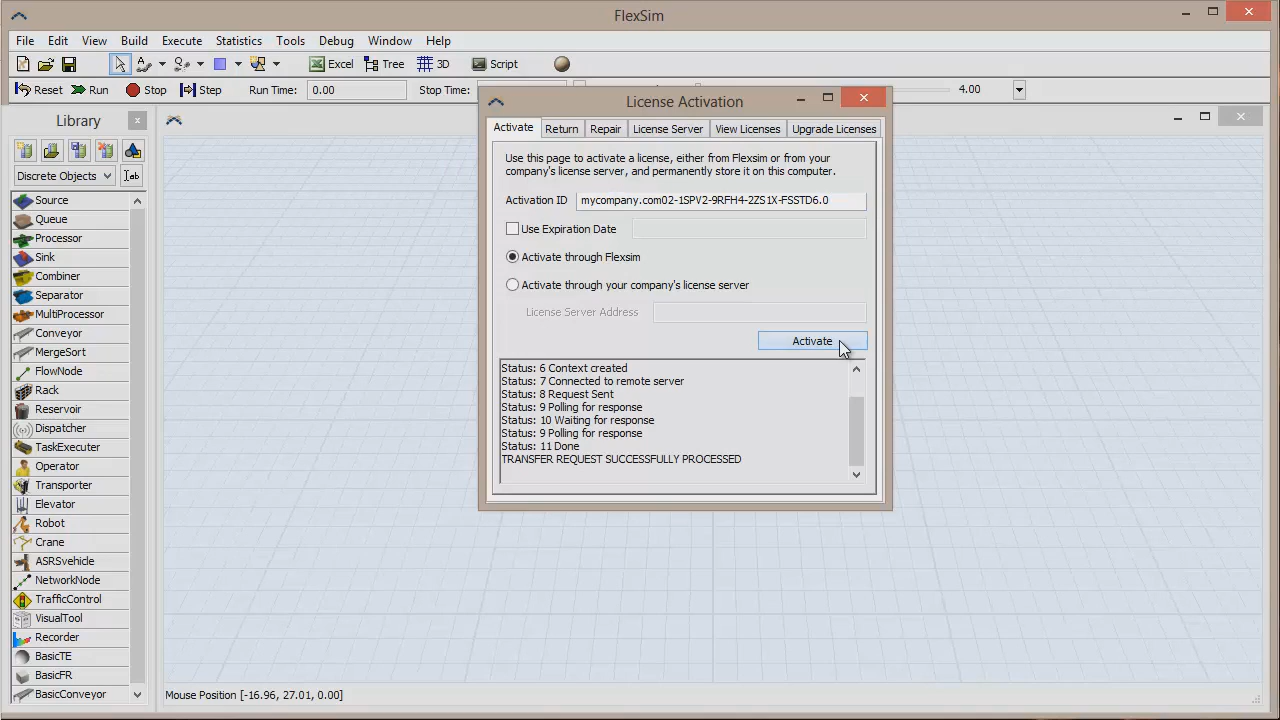 FlexSim
File Edit View Build Execute Statistics Tools Debug Window Help
Excel Tree 3D Script
Reset Run Stop Step Run Time: 0.00 Stop Time: 4.00
Library
Discrete Objects
Source
Queue
Processor
Sink
Combiner
Separator
MultiProcessor
Conveyor
MergeSort
FlowNode
Rack
Reservoir
Dispatcher
TaskExecuter
Operator
Transporter
Elevator
Robot
Crane
ASRSvehicle
NetworkNode
TrafficControl
VisualTool
Recorder
BasicTE
BasicFR
BasicConveyor
License Activation
Activate Return Repair License Server View Licenses Upgrade Licenses
Use this page to activate a license, either from Flexsim or from your
company's license server, and permanently store it on this computer.
Activation ID mycompany.com02-1SPV2-9RFH4-2ZS1X-FSSTD6.0
Use Expiration Date
Activate through Flexsim
Activate through your company's license server
License Server Address
Activate
Status: 6 Context created
Status: 7 Connected to remote server
Status: 8 Request Sent
Status: 9 Polling for response
Status: 10 Waiting for response
Status: 9 Polling for response
Status: 11 Done
TRANSFER REQUEST SUCCESSFULLY PROCESSED
Mouse Position [-16.96, 27.01, 0.00]